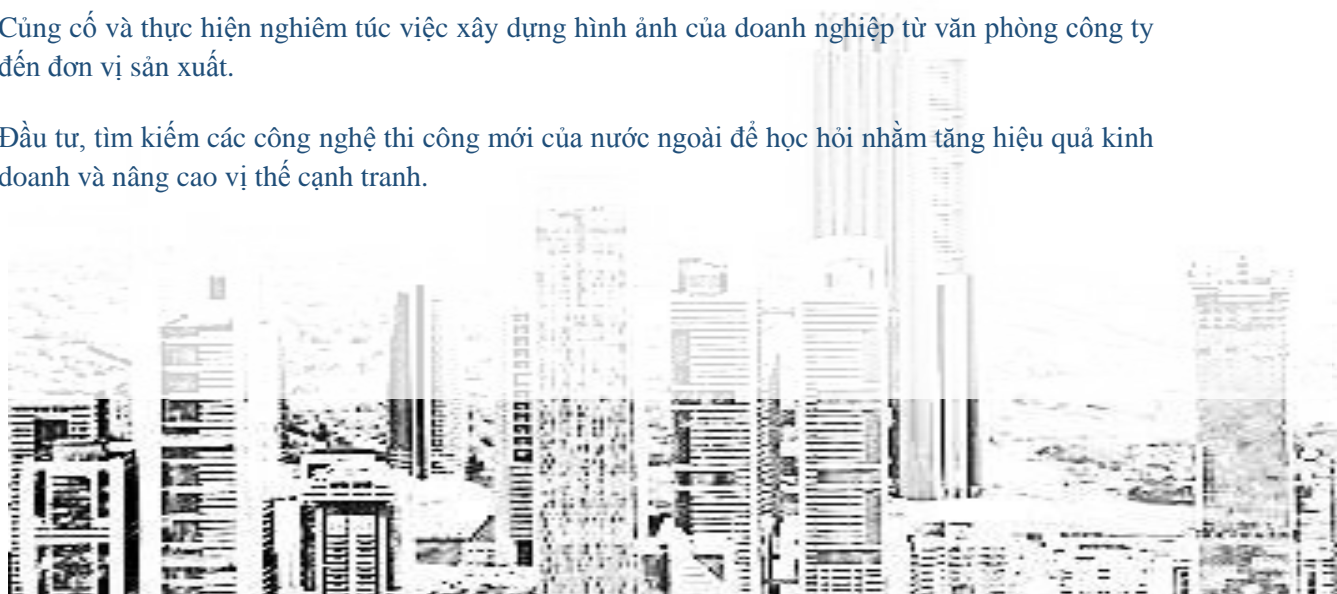 Củng cố và thực hiện nghiêm túc việc xây dựng hình ảnh của doanh nghiệp từ văn phòng công ty
đến đơn vị sản xuất.
Đầu tư, tìm kiếm các công nghệ thi công mới của nước ngoài để học hỏi nhằm tăng hiệu quả kinh
doanh và nâng cao vị thế cạnh tranh.